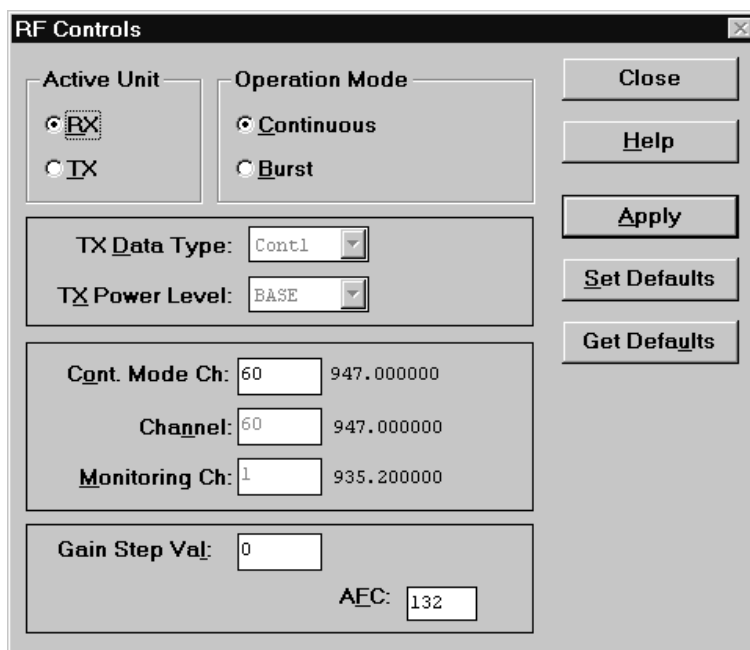 RF Controls
Active Unit
RX
TX
Operation Mode
Continuous
Burst
Close
Help
Apply
Set Defaults
Get Defaults
TX Data Type: Cont1
TX Power Level: BASE
Cont. Mode Ch: 60 947.000000
Channel: 60 947.000000
Monitoring Ch: 1 935.200000
Gain Step Val: 0
AFC: 132